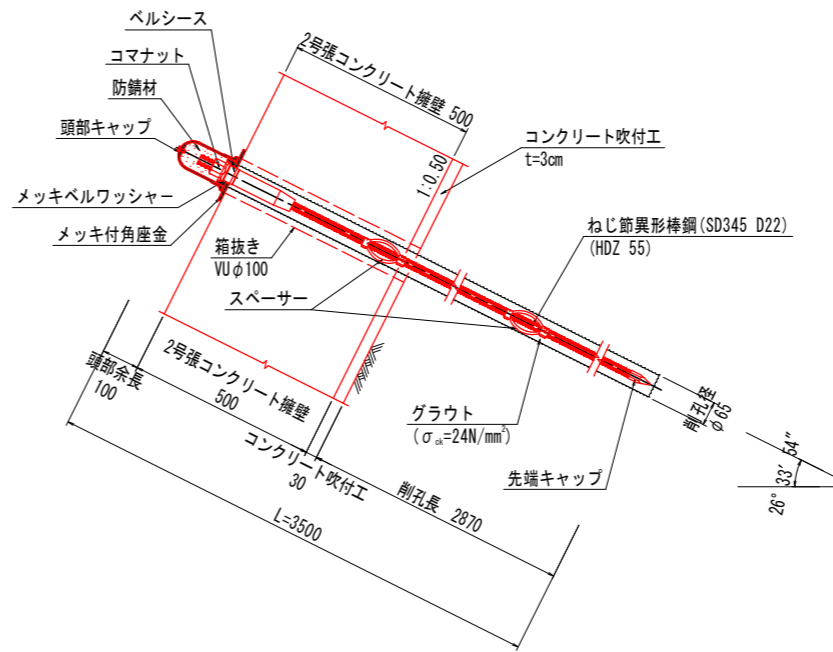 ベルシース
コマナット
防錆材
頭部キャップ
メッキベルワッシャー
メッキ付角座金
2号張コンクリート擁壁 500
1:0.50
コンクリート吹付工
t=3cm
ねじ節異形棒鋼(SD345 D22)
(HDZ 55)
箱抜き
VUφ100
スペーサー
頭部余長
100
2号張コンクリート擁壁
500
コンクリート吹付工
30
グラウト
(σck=24N/mm²)
先端キャップ
削孔径
φ65
26° 33′ 54″
削孔長 2870
L=3500